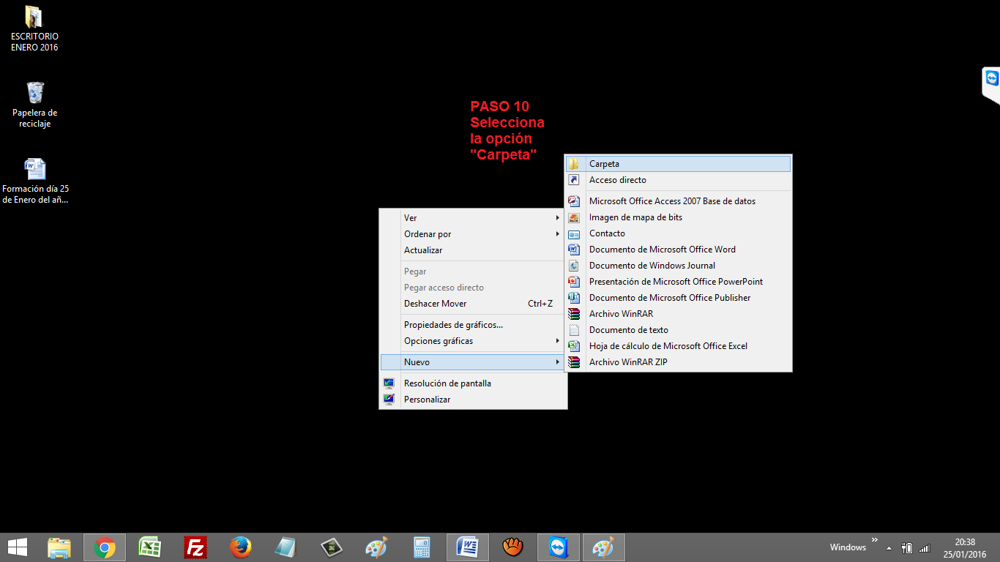 ESCRITORIO
ENERO 2016
Papelera de
reciclaje
Formación día 25
de Enero del añ...
PASO 10
Selecciona
la opción
"Carpeta"
Ver
Ordenar por
Actualizar
Pegar
Pegar acceso directo
Deshacer Mover Ctrl+Z
Propiedades de gráficos...
Opciones gráficas
Nuevo
Resolución de pantalla
Personalizar
Carpeta
Acceso directo
Microsoft Office Access 2007 Base de datos
Imagen de mapa de bits
Contacto
Documento de Microsoft Office Word
Documento de Windows Journal
Presentación de Microsoft Office PowerPoint
Documento de Microsoft Office Publisher
Archivo WinRAR
Documento de texto
Hoja de cálculo de Microsoft Office Excel
Archivo WinRAR ZIP
Windows
20:38
25/01/2016